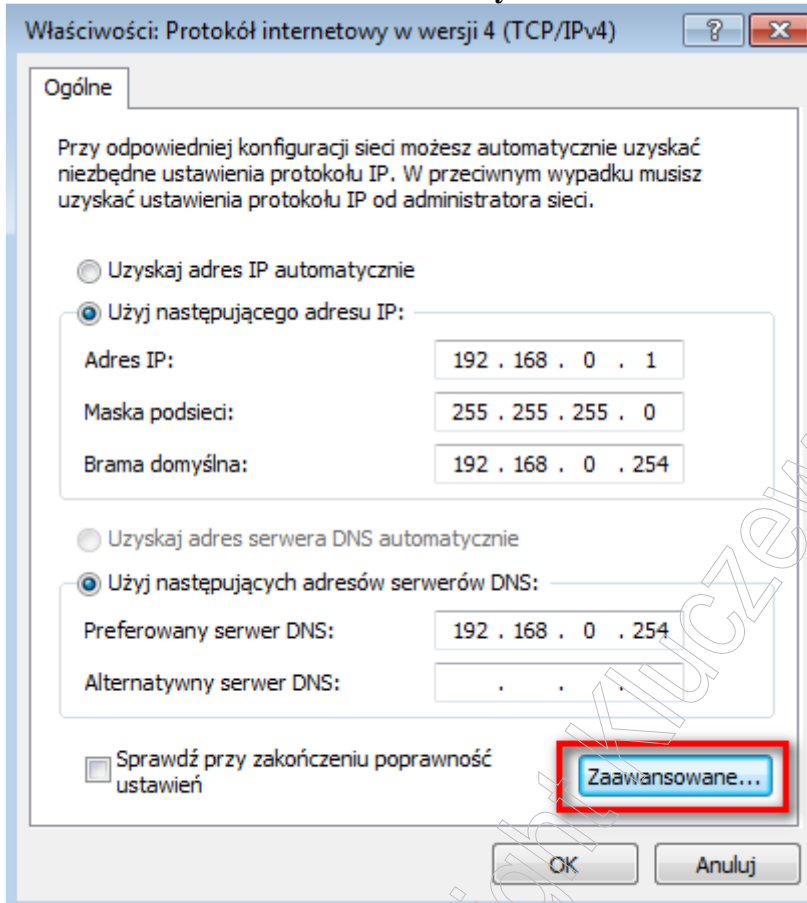 Właściwości: Protokół internetowy w wersji 4 (TCP/IPv4)
Ogólne
Przy odpowiedniej konfiguracji sieci możesz automatycznie uzyskać
niezbędne ustawienia protokołu IP. W przeciwnym wypadku musisz
uzyskać ustawienia protokołu IP od administratora sieci.
Uzyskaj adres IP automatycznie
Użyj następującego adresu IP:
Adres IP: 192 . 168 . 0 . 1
Maska podsieci: 255 . 255 . 255 . 0
Brama domyślna: 192 . 168 . 0 . 254
Uzyskaj adres serwera DNS automatycznie
Użyj następujących adresów serwerów DNS:
Preferowany serwer DNS: 192 . 168 . 0 . 254
Alternatywny serwer DNS: . . .
Sprawdź przy zakończeniu poprawność
ustawień
Zaawansowane...
OK Anuluj